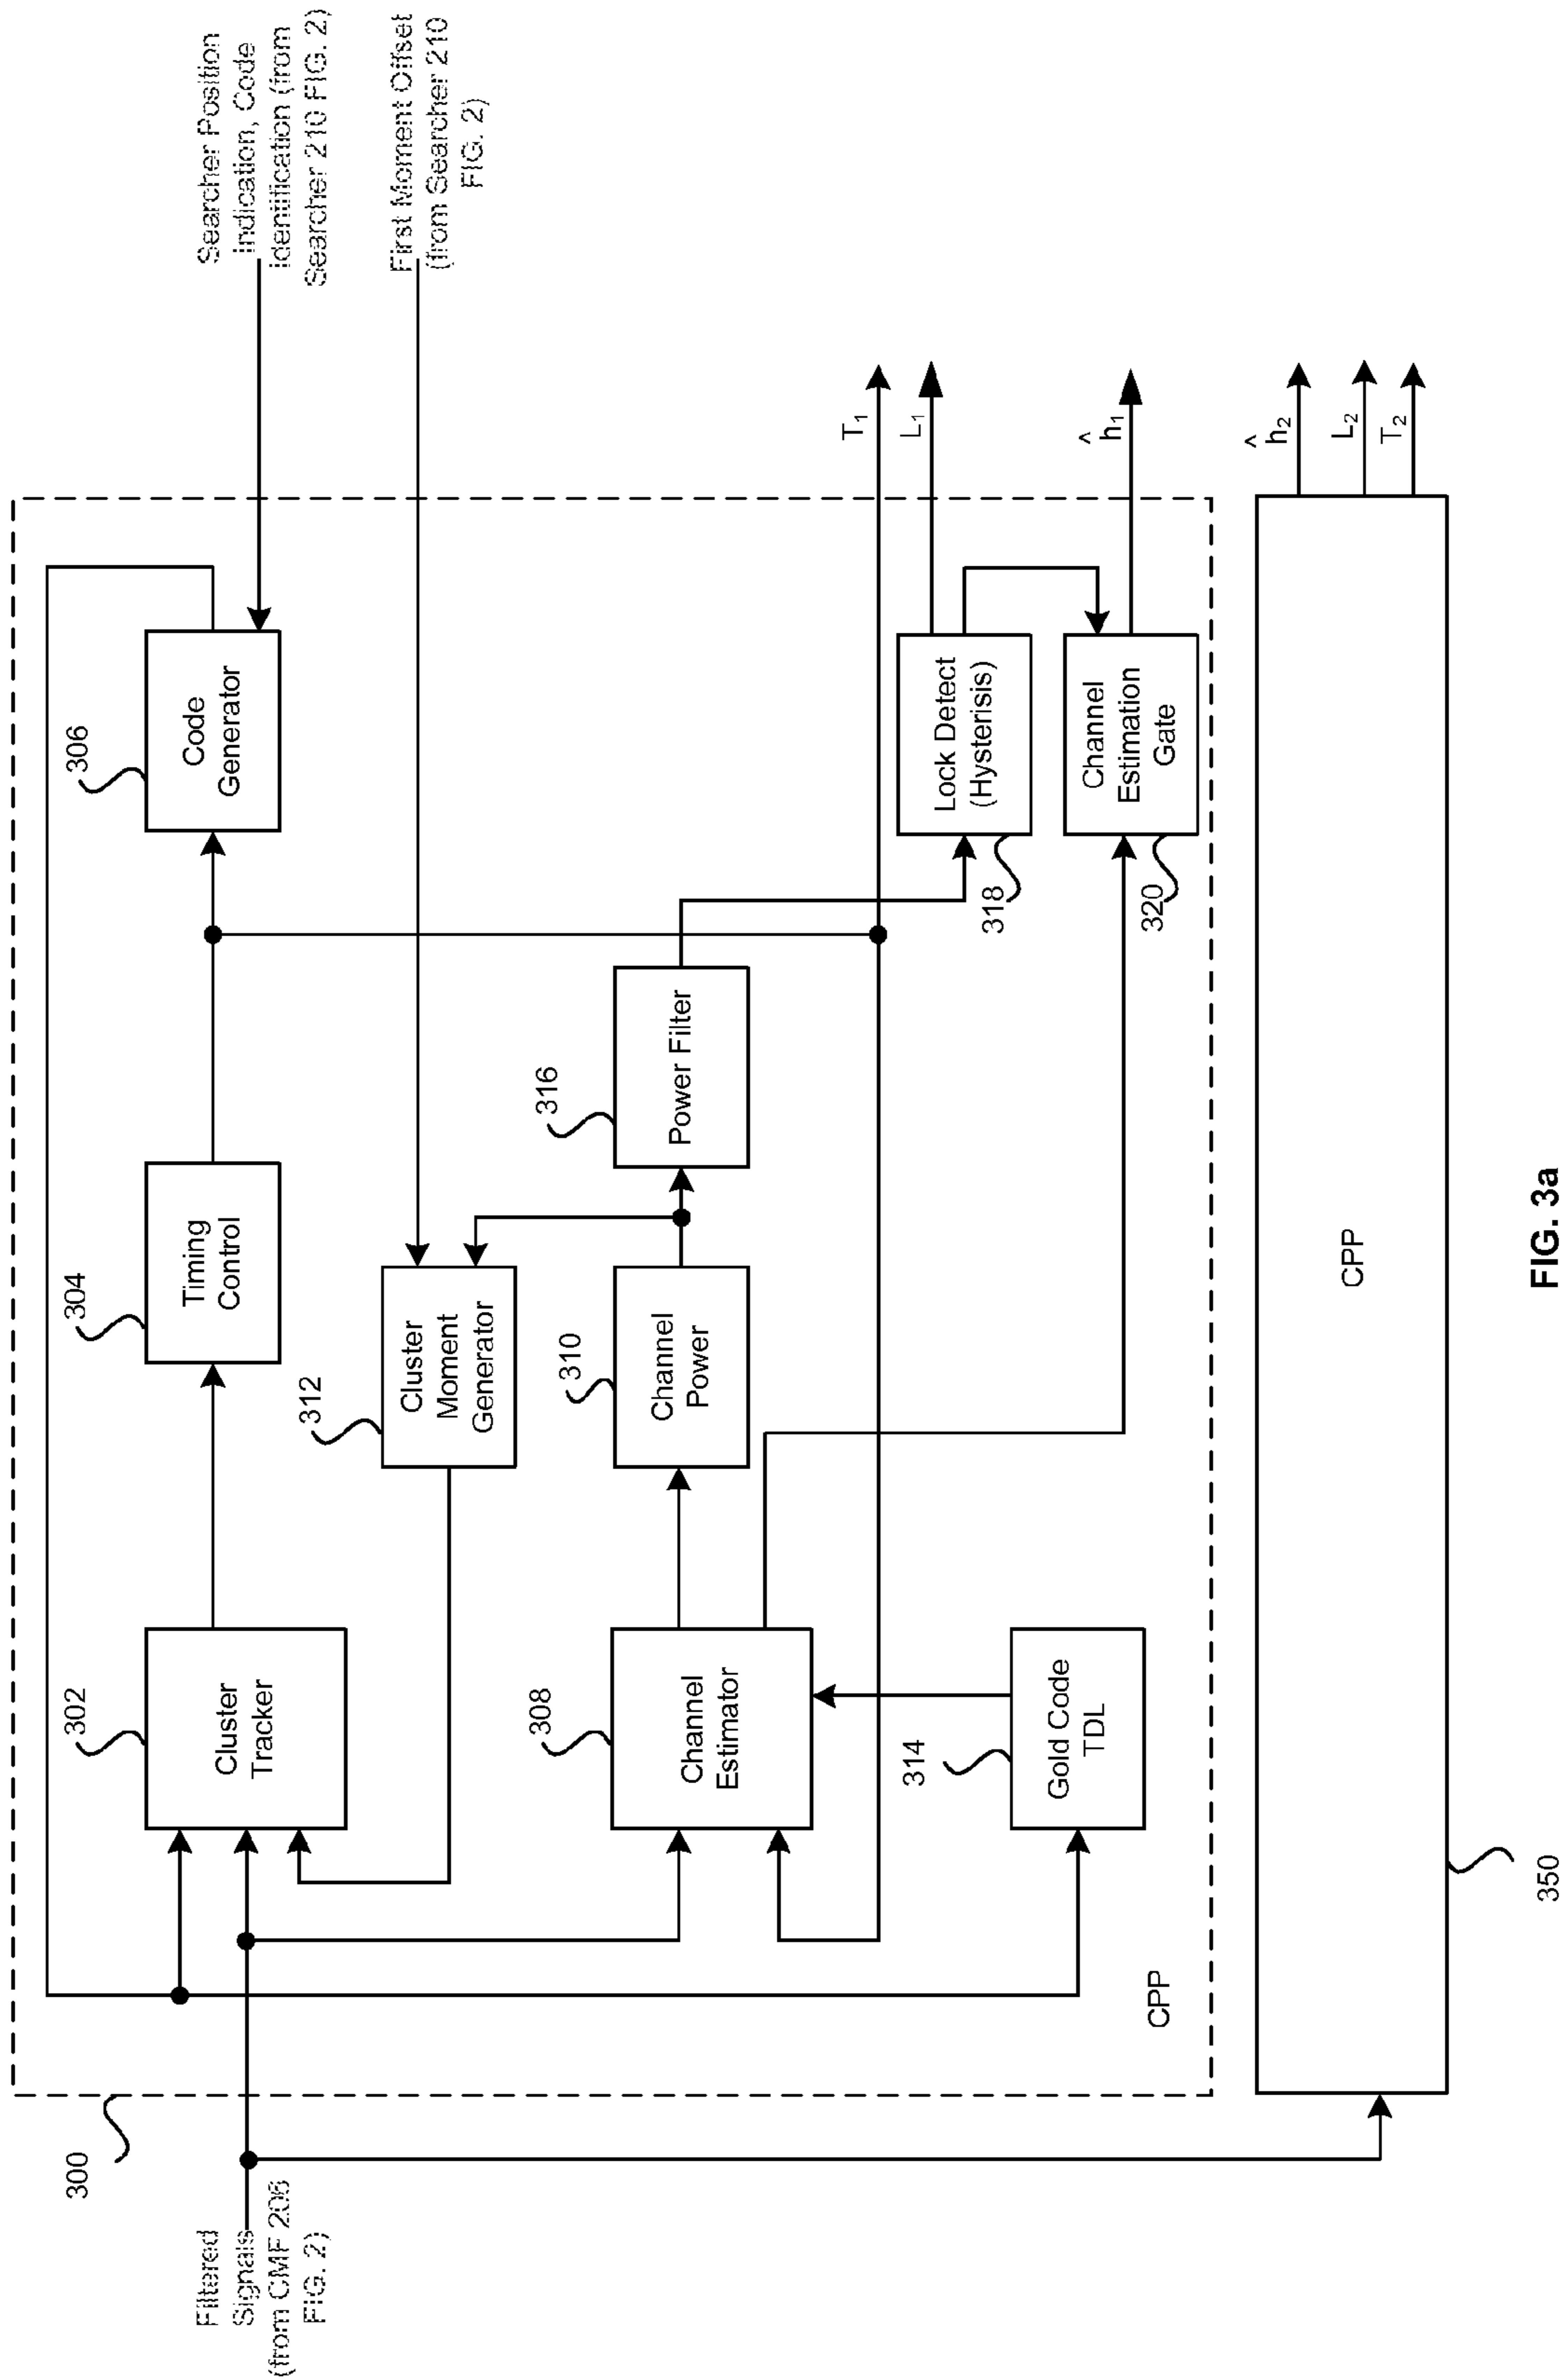 Filtered
Signals
(from CMF 206
FIG. 2)
300
302
Cluster
Tracker
304
Timing
Control
306
Code
Generator
Searcher Position
Indication, Code
Identification (from
Searcher 210 FIG. 2)
312
Cluster
Moment
Generator
First Moment Offset
(from Searcher 210
FIG. 2)
308
Channel
Estimator
310
Channel
Power
316
Power Filter
T₁
L₁
318
Lock Detect
(Hysterisis)
314
Gold Code
TDL
320
Channel
Estimation
Gate
ĥ₁
CPP
CPP
350
ĥ₂
L₂
T₂
FIG. 3a